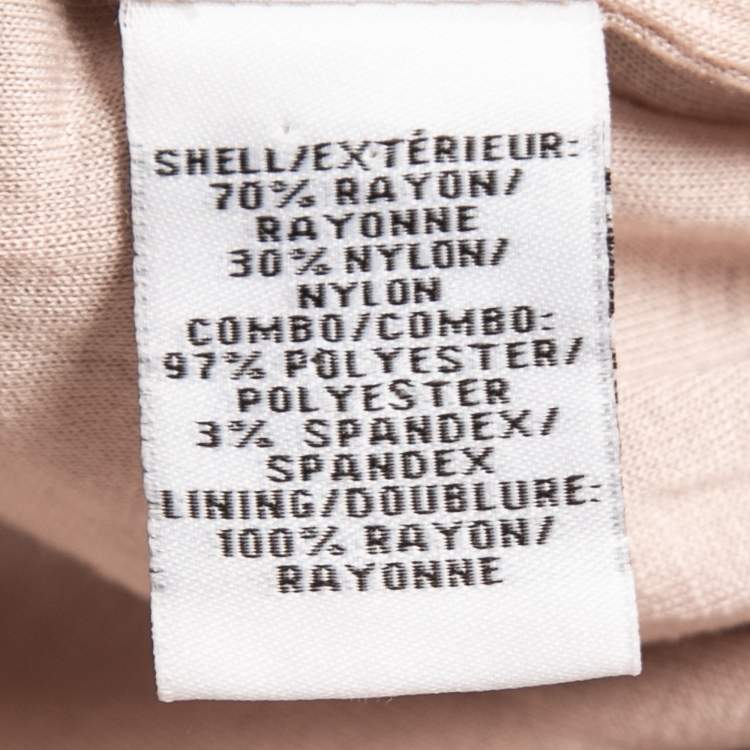 SHELL/EXTÉRIEUR:
70% RAYON/
RAYONNE
30% NYLON/
NYLON
COMBO/COMBO:
97% POLYESTER/
POLYESTER
3% SPANDEX/
SPANDEX
LINING/DOUBLURE:
100% RAYON/
RAYONNE